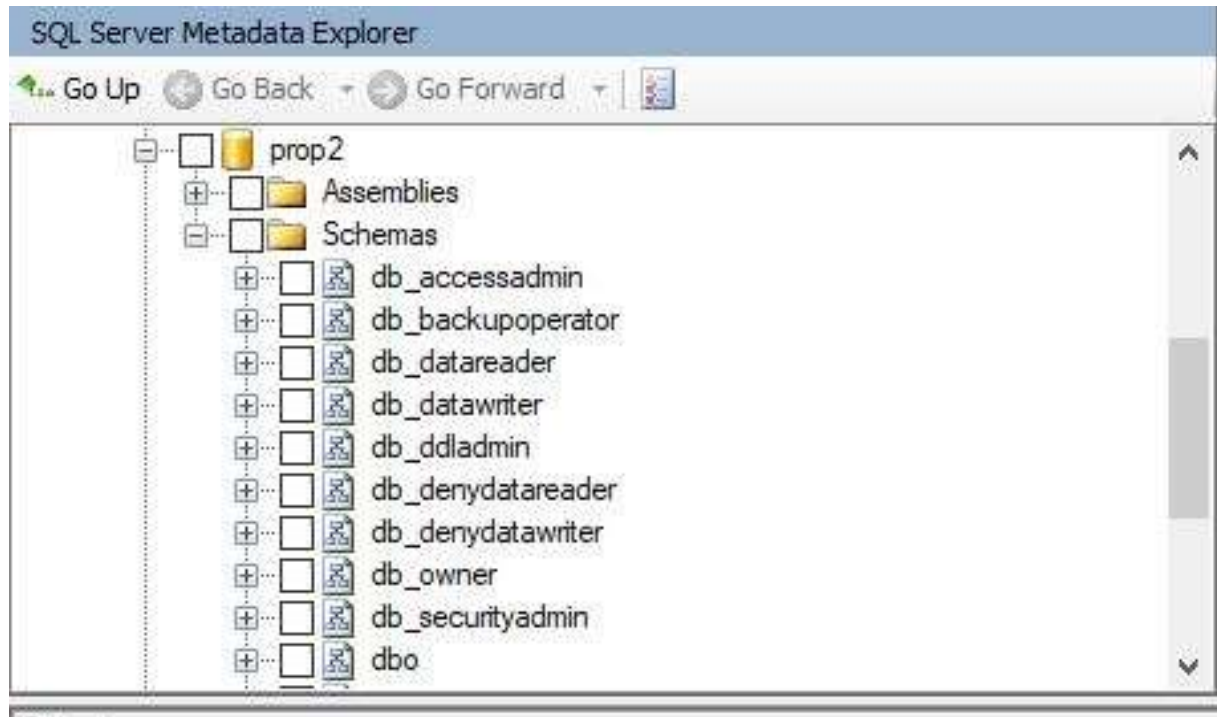 SQL Server Metadata Explorer
Go Up Go Back Go Forward
prop2
Assemblies
Schemas
db_accessadmin
db_backupoperator
db_datareader
db_datawriter
db_ddladmin
db_denydatareader
db_denydatawriter
db_owner
db_securityadmin
dbo